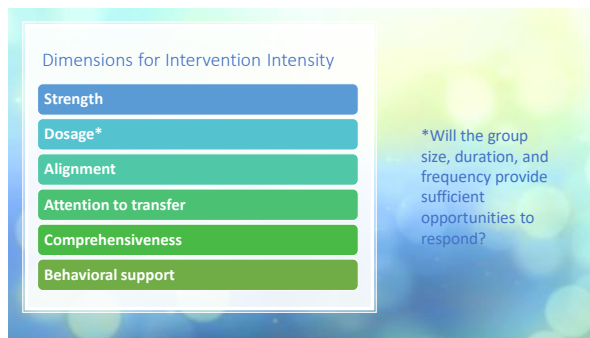 Dimensions for Intervention Intensity
Strength
Dosage*
Alignment
Attention to transfer
Comprehensiveness
Behavioral support
*Will the group
size, duration, and
frequency provide
sufficient
opportunities to
respond?